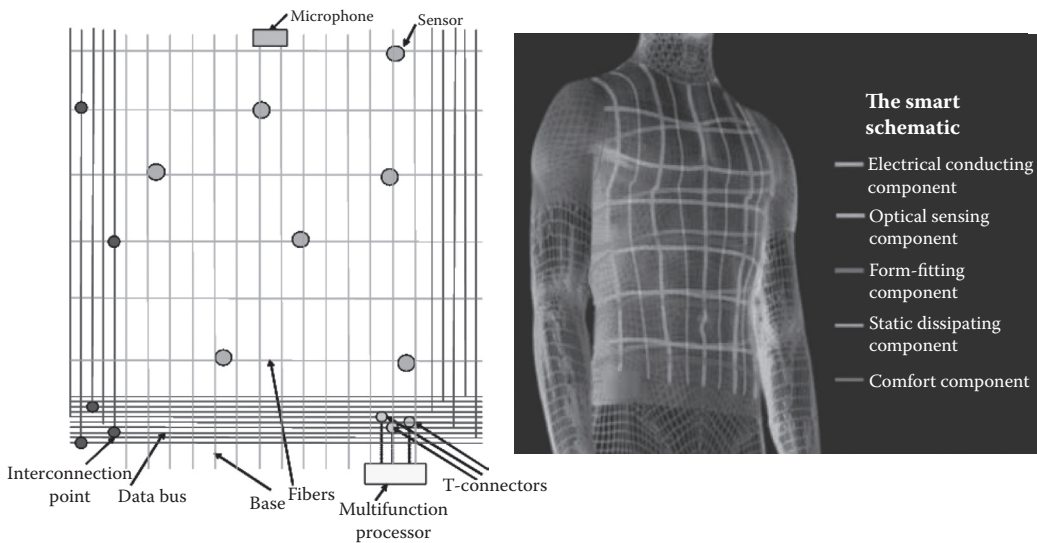 Microphone
Sensor
Interconnection
point
Data bus
Base
Fibers
Multifunction
processor
T-connectors
The smart
schematic
Electrical conducting
component
Optical sensing
component
Form-fitting
component
Static dissipating
component
Comfort component